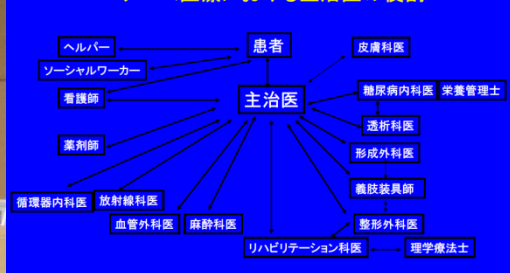 ヘルパー
患者
皮膚科医
ソーシャルワーカー
看護師
主治医
糖尿病内科医
栄養管理士
透析科医
薬剤師
形成外科医
義肢装具師
循環器内科医
放射線科医
血管外科医
麻酔科医
整形外科医
リハビリテーション科医
理学療法士